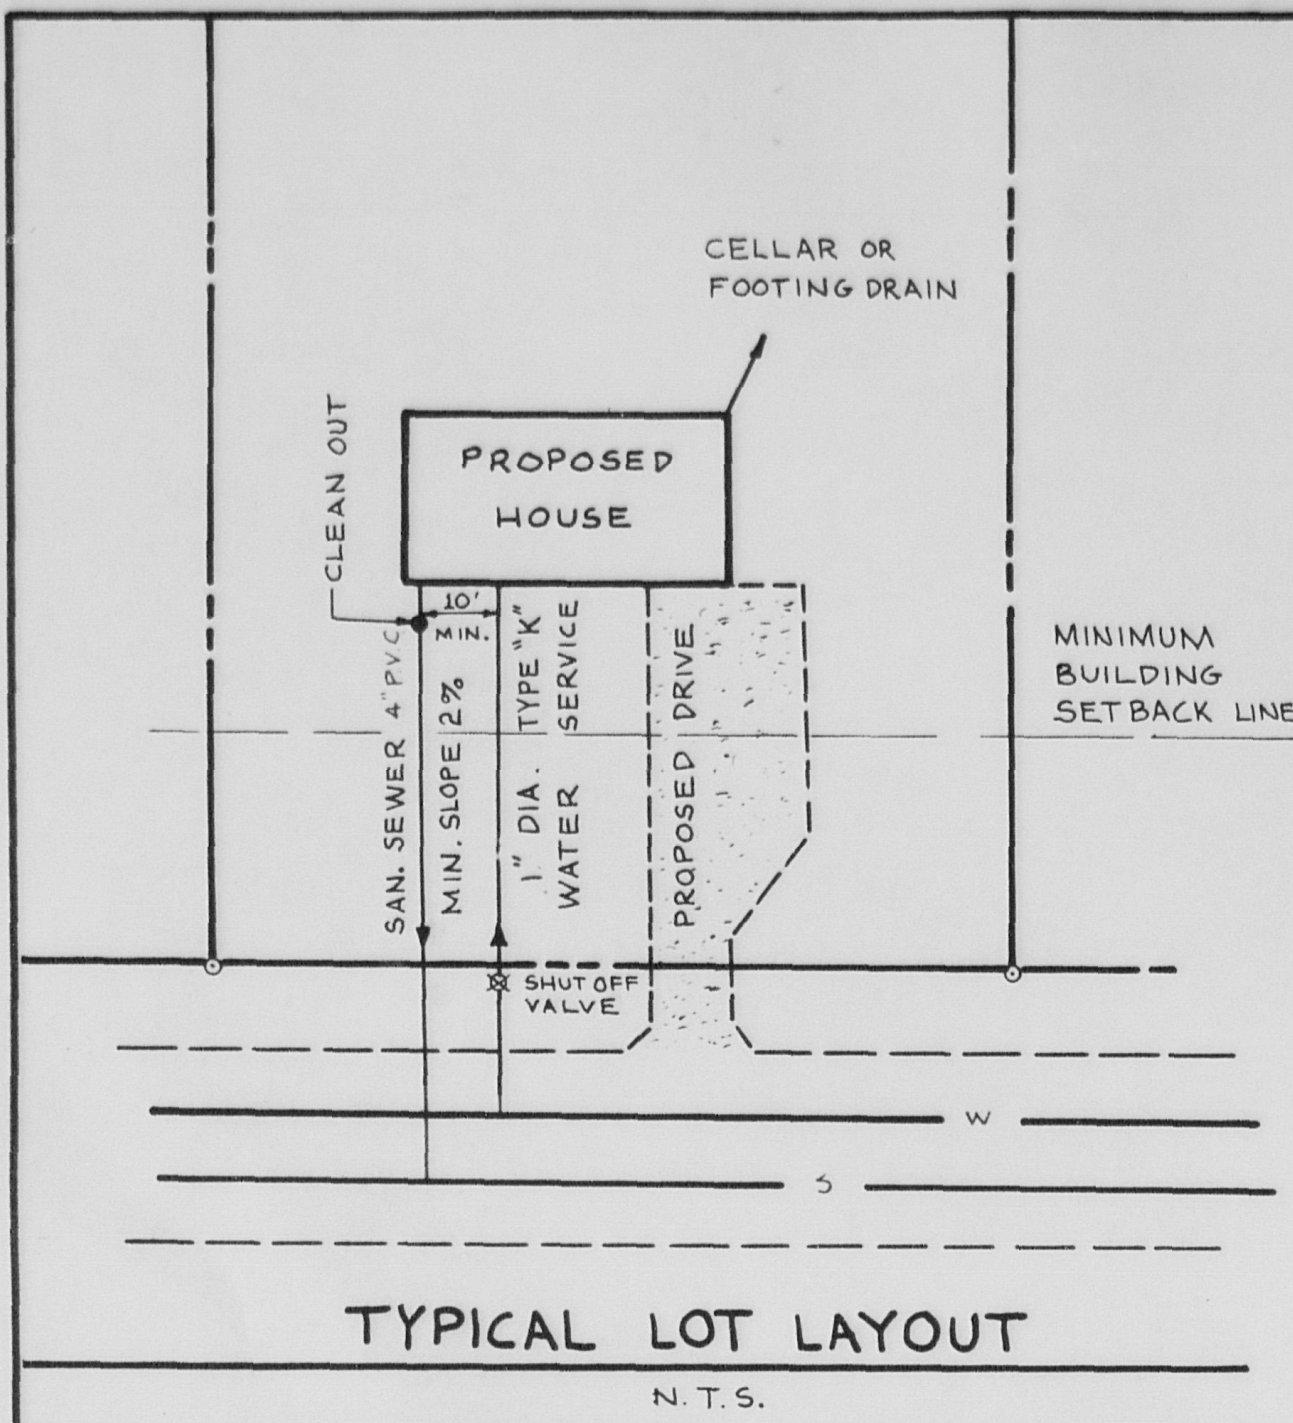 CELLAR OR
FOOTING DRAIN
CLEAN OUT
PROPOSED
HOUSE
10'
MIN.
SAN. SEWER 4" P.V.C
MIN. SLOPE 2%
1" DIA. TYPE "K"
WATER SERVICE
PROPOSED DRIVE
MINIMUM
BUILDING
SETBACK LINE
SHUT OFF
VALVE
W
S
TYPICAL LOT LAYOUT
N.T.S.